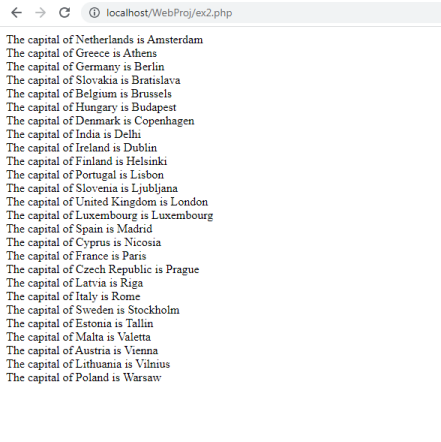 localhost/WebProj/ex2.php
The capital of Netherlands is Amsterdam
The capital of Greece is Athens
The capital of Germany is Berlin
The capital of Slovakia is Bratislava
The capital of Belgium is Brussels
The capital of Hungary is Budapest
The capital of Denmark is Copenhagen
The capital of India is Delhi
The capital of Ireland is Dublin
The capital of Finland is Helsinki
The capital of Portugal is Lisbon
The capital of Slovenia is Ljubljana
The capital of United Kingdom is London
The capital of Luxembourg is Luxembourg
The capital of Spain is Madrid
The capital of Cyprus is Nicosia
The capital of France is Paris
The capital of Czech Republic is Prague
The capital of Latvia is Riga
The capital of Italy is Rome
The capital of Sweden is Stockholm
The capital of Estonia is Tallin
The capital of Malta is Valetta
The capital of Austria is Vienna
The capital of Lithuania is Vilnius
The capital of Poland is Warsaw